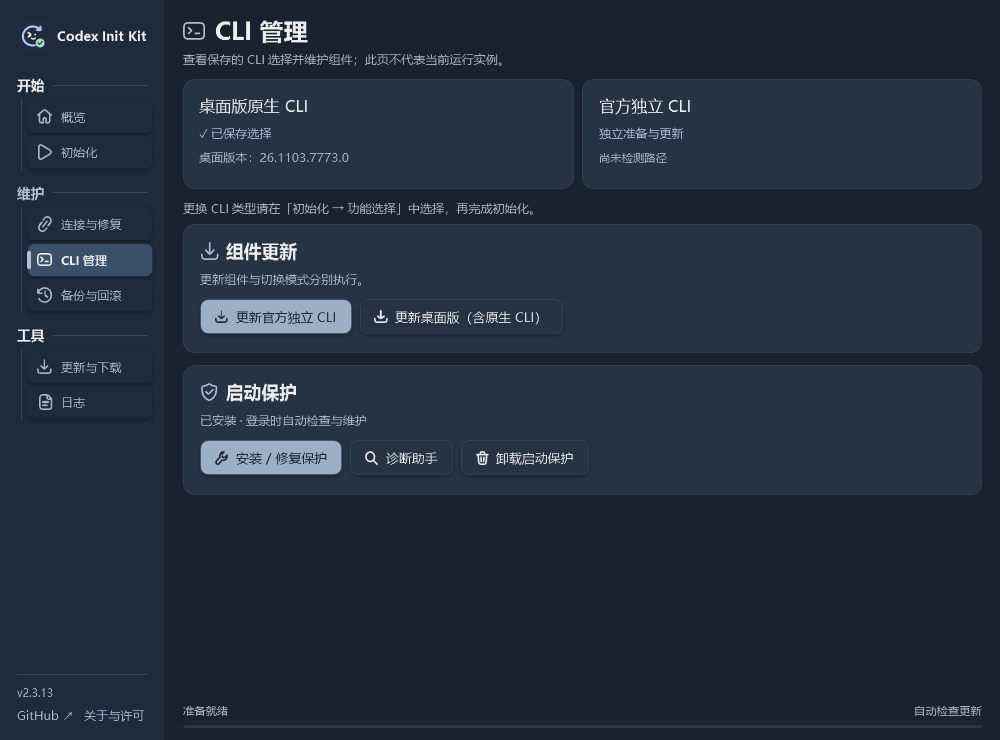 Codex Init Kit
开始
概览
初始化
维护
连接与修复
CLI 管理
备份与回滚
工具
更新与下载
日志
v2.3.13
GitHub ↗ 关于与许可
CLI 管理
查看保存的 CLI 选择并维护组件；此页不代表当前运行实例。
桌面版原生 CLI
✓ 已保存选择
桌面版本：26.1103.7773.0
官方独立 CLI
独立准备与更新
尚未检测路径
更换 CLI 类型请在「初始化 → 功能选择」中选择，再完成初始化。
组件更新
更新组件与切换模式分别执行。
更新官方独立 CLI
更新桌面版（含原生 CLI）
启动保护
已安装 · 登录时自动检查与维护
安装 / 修复保护
诊断助手
卸载启动保护
准备就绪
自动检查更新